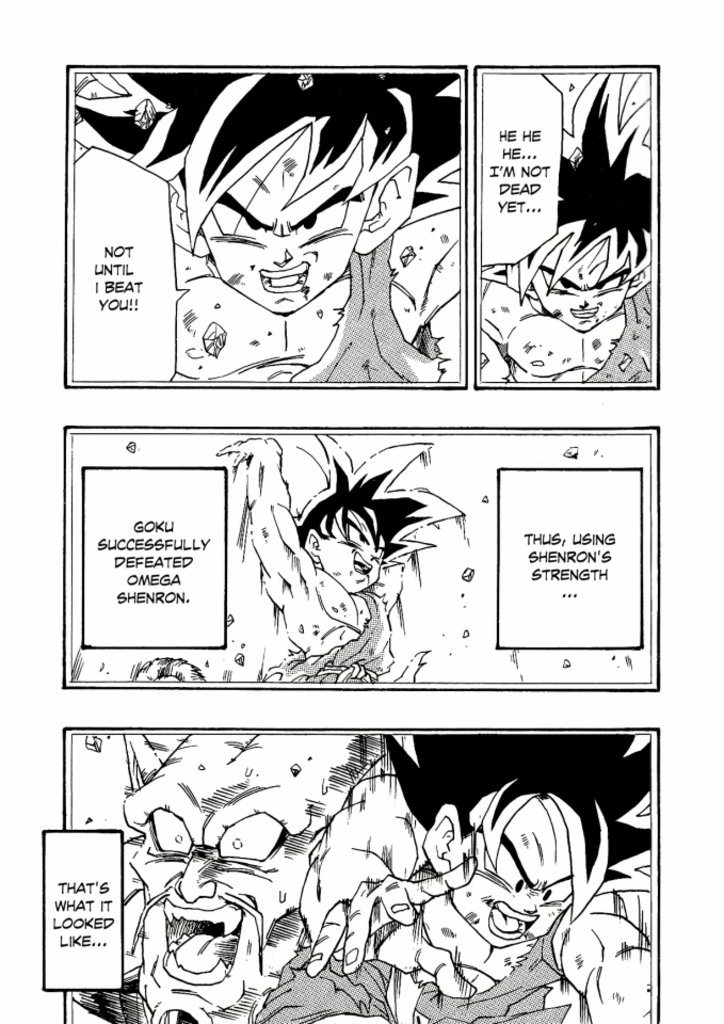 HE HE
HE...
I'M NOT
DEAD
YET...
NOT
UNTIL
I BEAT
YOU!!
THUS, USING
SHENRON'S
STRENGTH
...
GOKU
SUCCESSFULLY
DEFEATED
OMEGA
SHENRON.
THAT'S
WHAT IT
LOOKED
LIKE...